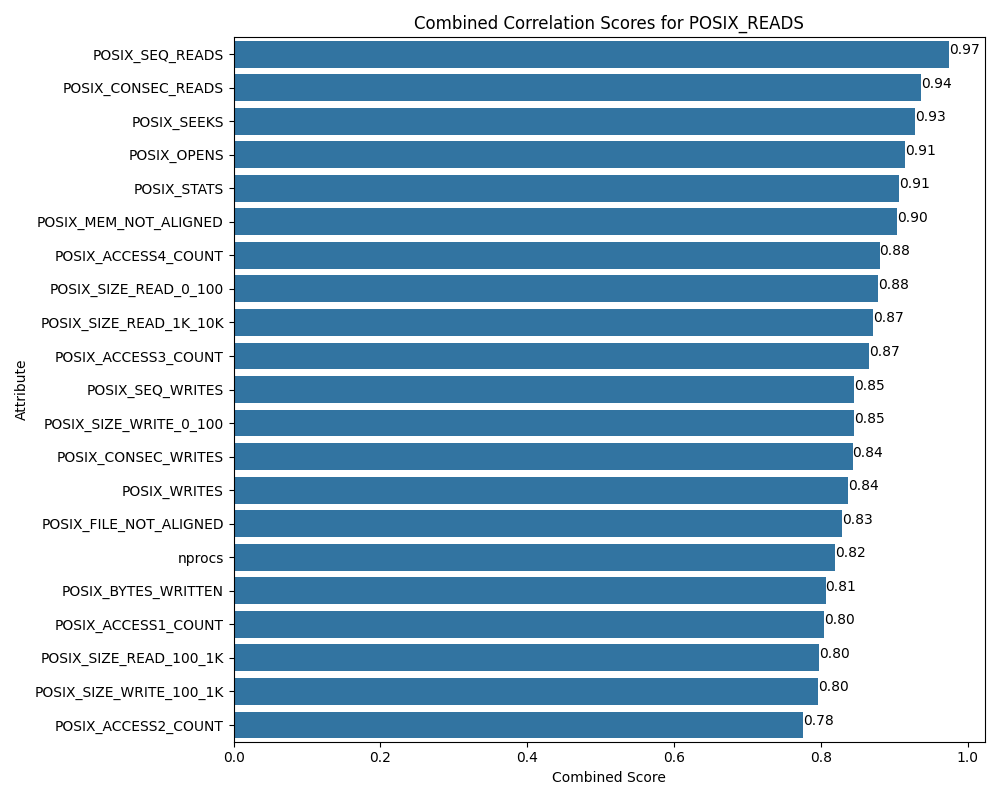 Combined Correlation Scores for POSIX_READS
POSIX_SEQ_READS 0.97
POSIX_CONSEC_READS 0.94
POSIX_SEEKS 0.93
POSIX_OPENS 0.91
POSIX_STATS 0.91
POSIX_MEM_NOT_ALIGNED 0.90
POSIX_ACCESS4_COUNT 0.88
POSIX_SIZE_READ_0_100 0.88
POSIX_SIZE_READ_1K_10K 0.87
POSIX_ACCESS3_COUNT 0.87
POSIX_SEQ_WRITES 0.85
POSIX_SIZE_WRITE_0_100 0.85
POSIX_CONSEC_WRITES 0.84
POSIX_WRITES 0.84
POSIX_FILE_NOT_ALIGNED 0.83
nprocs 0.82
POSIX_BYTES_WRITTEN 0.81
POSIX_ACCESS1_COUNT 0.80
POSIX_SIZE_READ_100_1K 0.80
POSIX_SIZE_WRITE_100_1K 0.80
POSIX_ACCESS2_COUNT 0.78
Attribute
0.0 0.2 0.4 0.6 0.8 1.0
Combined Score